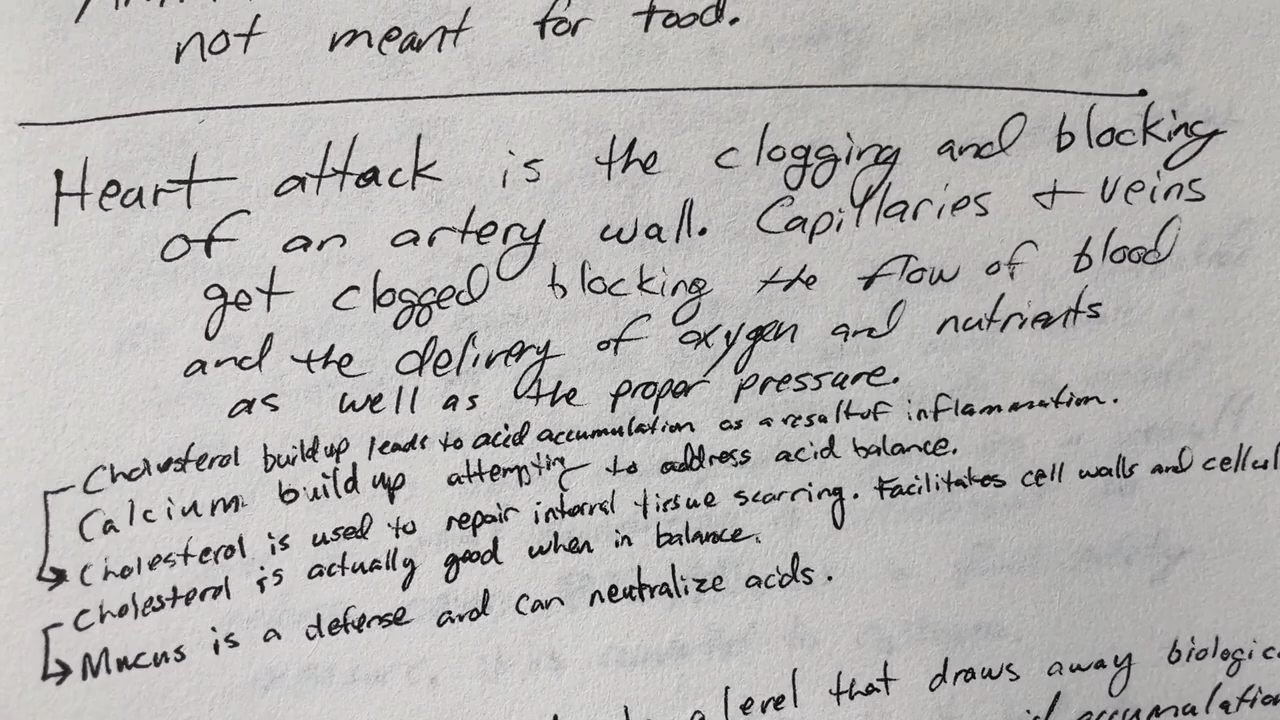 not meant for food.
Heart attack is the clogging and blocking
of an artery wall. Capillaries + veins
get clogged blocking the flow of blood
and the delivery of oxygen and nutrients
as well as the proper pressure.
Cholesterol buildup leads to acid accumulation as a result of inflammation.
Calcium build up attempting to address acid balance.
Cholesterol is used to repair internal tissue scarring. Facilitates cell walls and cellul
Cholesterol is actually good when in balance.
Mucus is a defense and can neutralize acids.
level that draws away biologic
accumulation